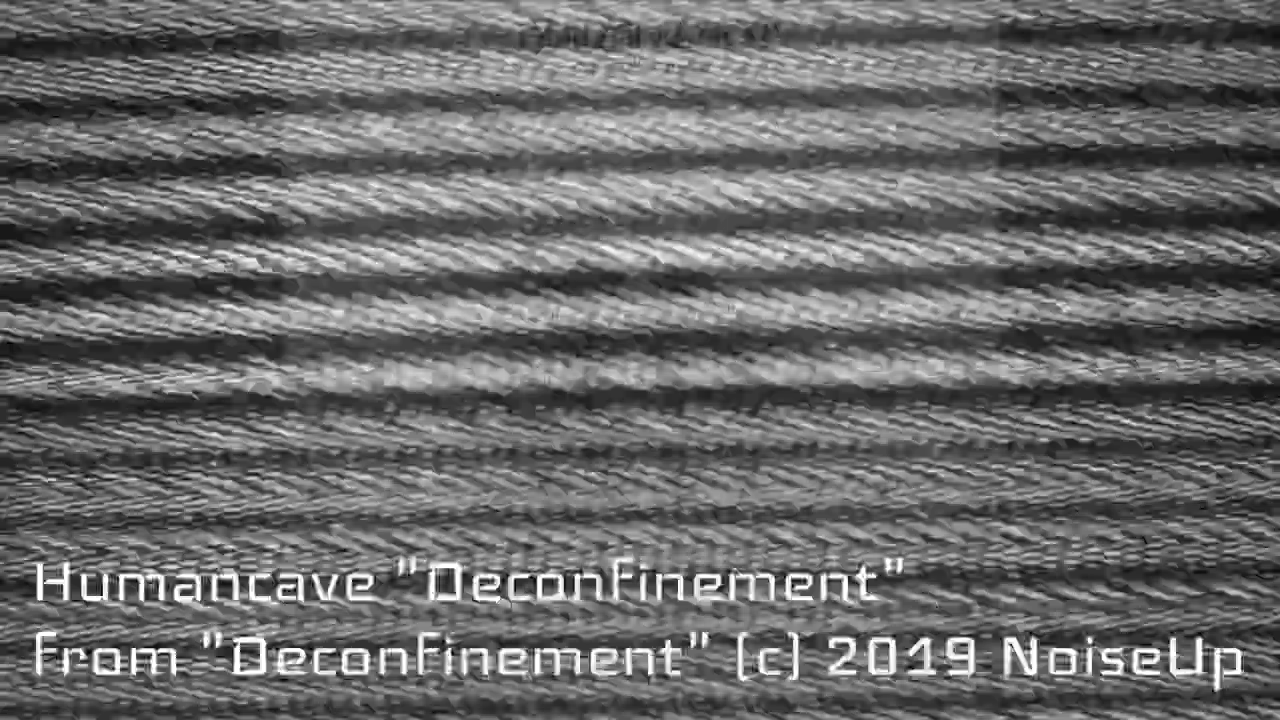 Humancave "Deconfinement"
from "Deconfinement" (c) 2019 NoiseUp